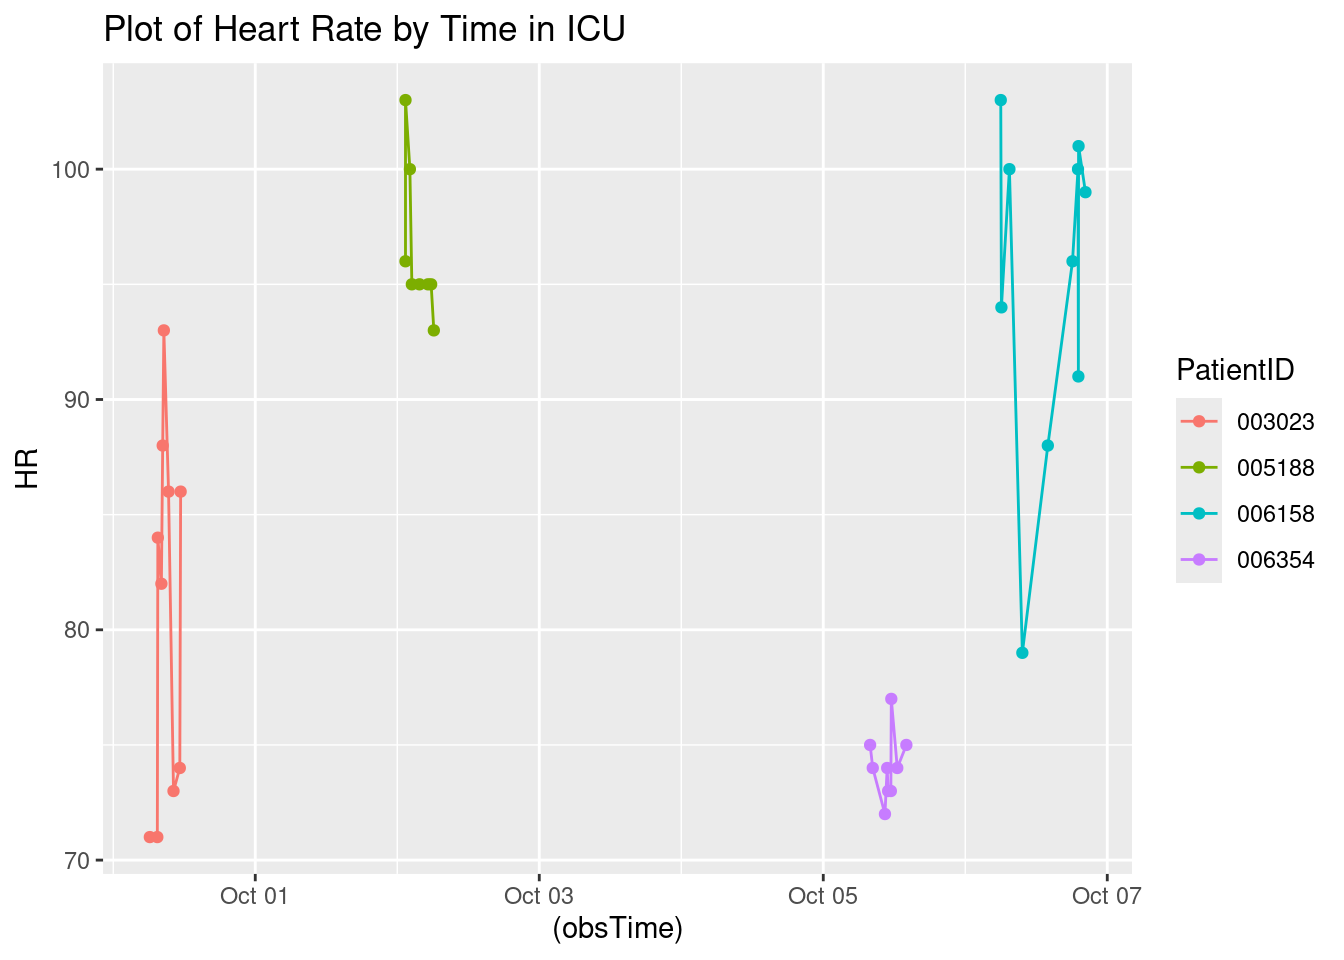 Plot of Heart Rate by Time in ICU
HR
100
90
80
70
Oct 01
Oct 03
Oct 05
Oct 07
(obsTime)
PatientID
003023
005188
006158
006354